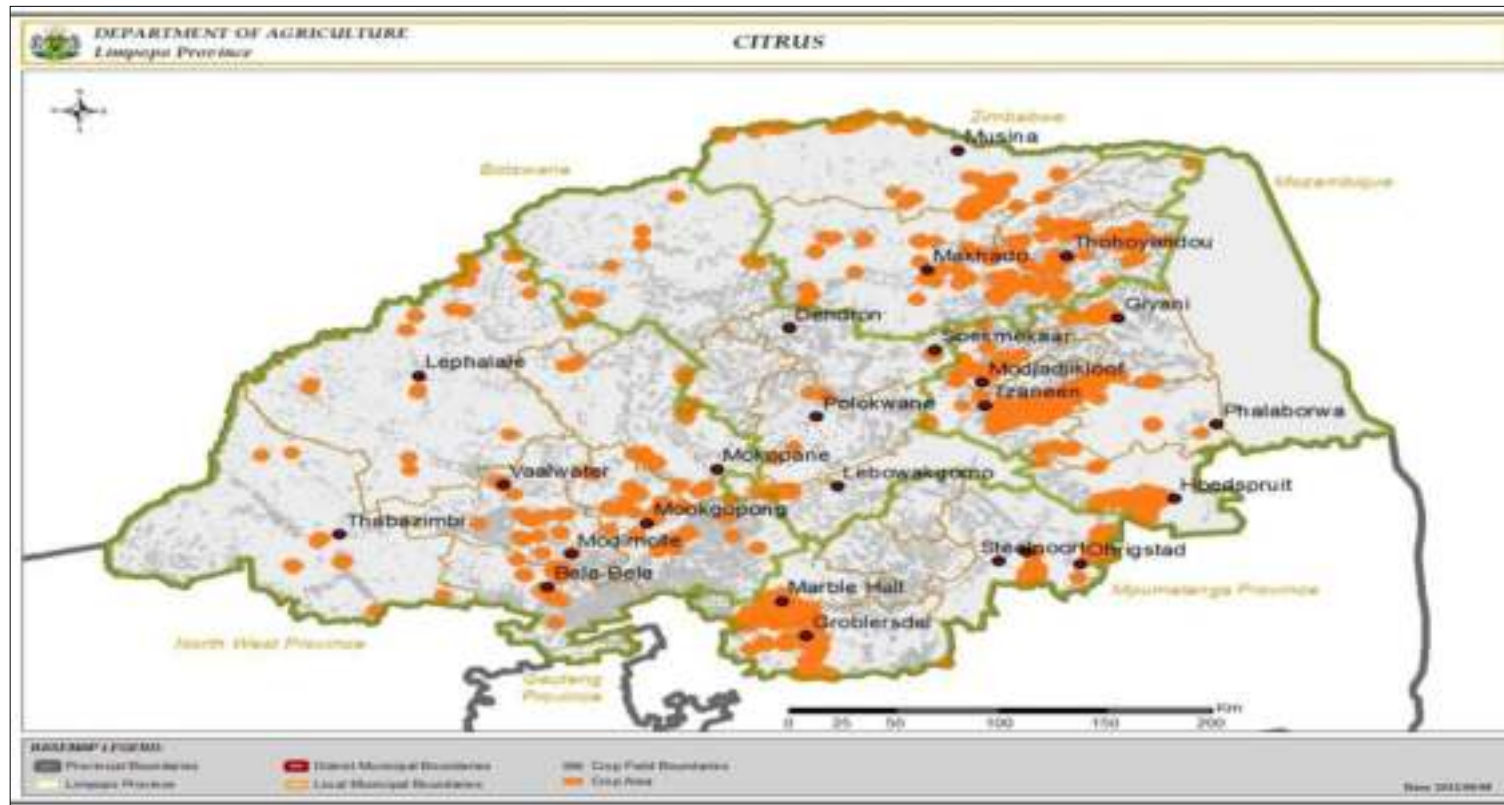 DEPARTMENT OF AGRICULTURE
Limpopo Province
CITRUS
Zimbabwe
Musina
Botswana
Mozambique
Thohoyandou
Makhado
Giyani
Dendron
Soekmekaar
Lephalale
Modjadjikloof
Tzaneen
Polokwane
Phalaborwa
Mokopane
Vaalwater
Lebowakgomo
Hoedspruit
Mookgopong
Thabazimbi
Modimolle
Steelpoort
Ohrigstad
Bela-Bela
Marble Hall
Mpumalanga Province
Groblersdal
North West Province
Gauteng
Province
Km
0 25 50 100 150 200
BASEMAP LEGEND:
Provincial Boundaries
District Municipal Boundaries
Crop Field Boundaries
Limpopo Province
Local Municipal Boundaries
Crop Area